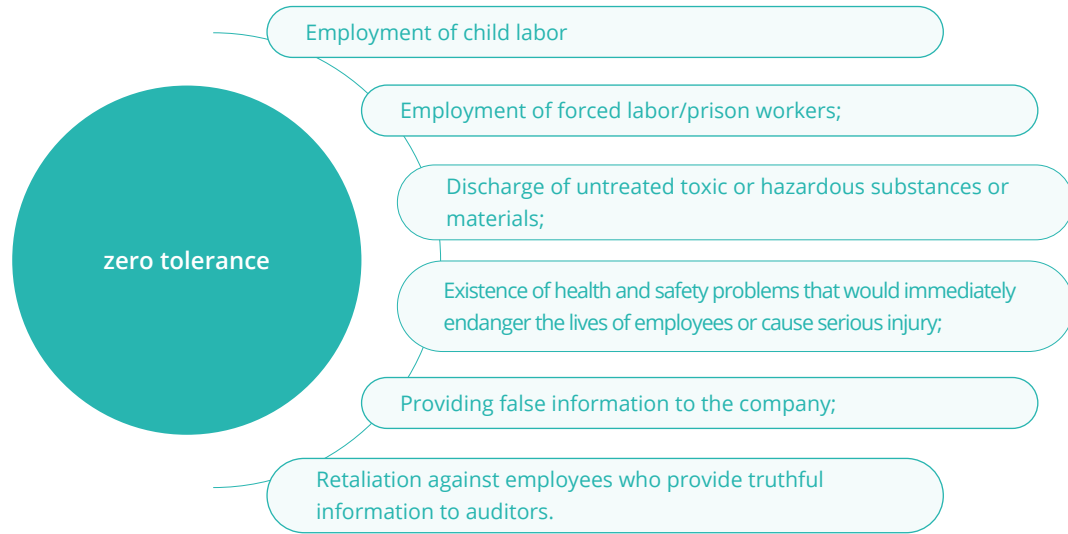 Employment of child labor
Employment of forced labor/prison workers;
Discharge of untreated toxic or hazardous substances or
materials;
zero tolerance
Existence of health and safety problems that would immediately
endanger the lives of employees or cause serious injury;
Providing false information to the company;
Retaliation against employees who provide truthful
information to auditors.